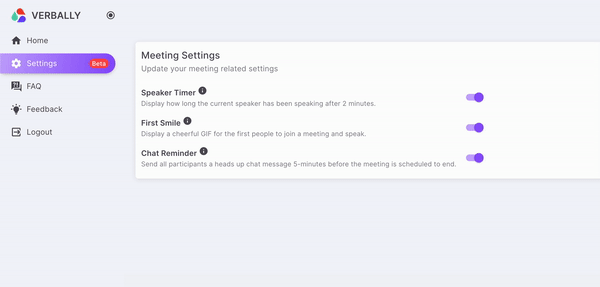 VERBALLY
Home
Settings Beta
FAQ
Feedback
Logout
Meeting Settings
Update your meeting related settings
Speaker Timer
Display how long the current speaker has been speaking after 2 minutes.
First Smile
Display a cheerful GIF for the first people to join a meeting and speak.
Chat Reminder
Send all participants a heads up chat message 5-minutes before the meeting is scheduled to end.